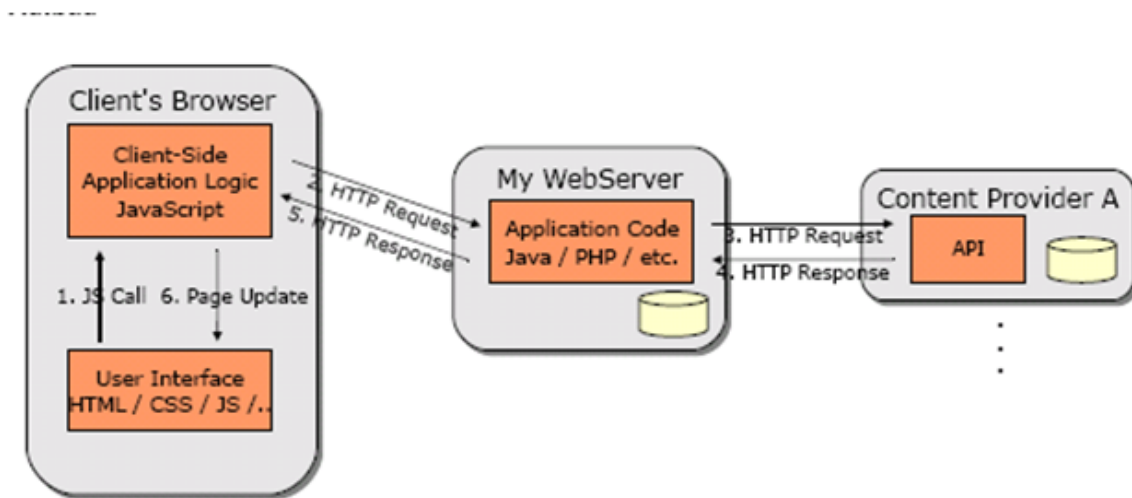 Client's Browser
Client-Side
Application Logic
JavaScript
1. JS Call
6. Page Update
User Interface
HTML / CSS / JS /..
2. HTTP Request
5. HTTP Response
My WebServer
Application Code
Java / PHP / etc.
3. HTTP Request
4. HTTP Response
Content Provider A
API